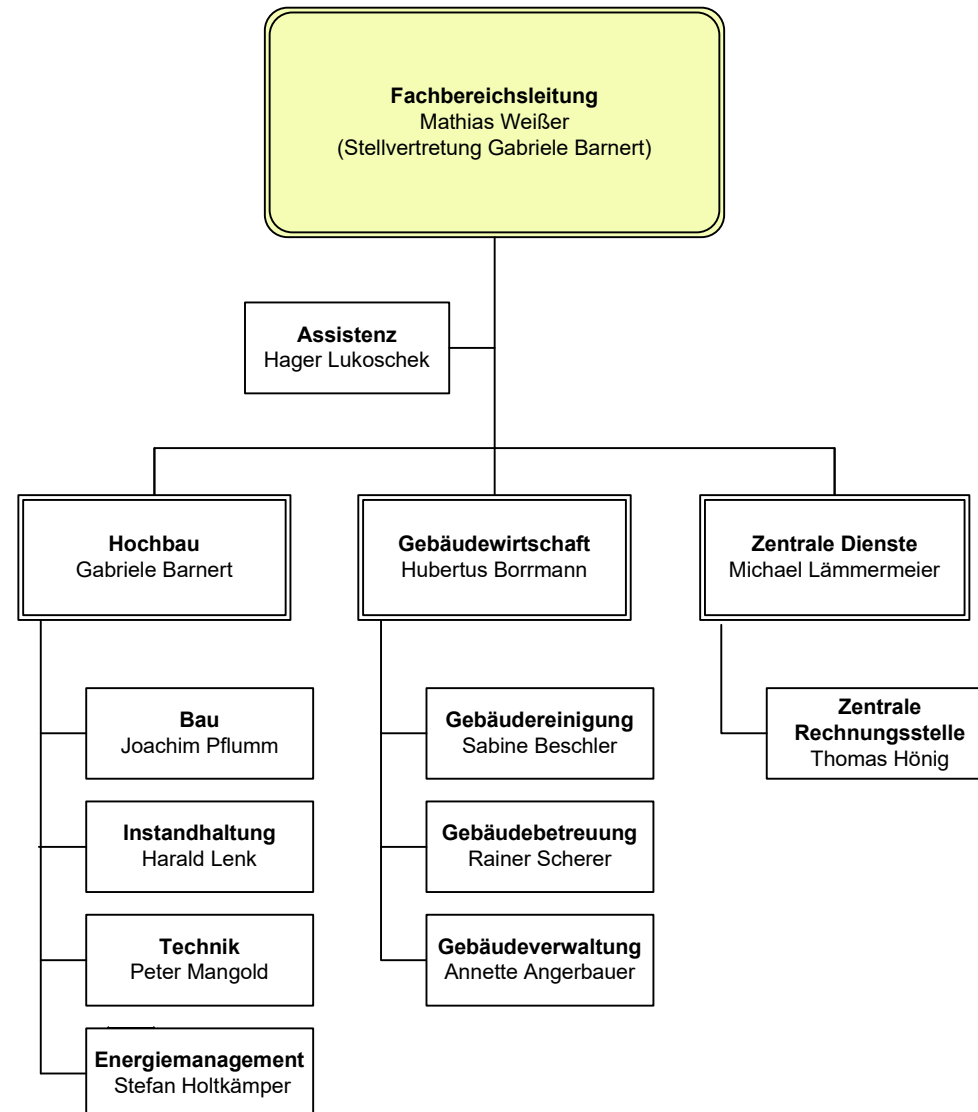 Fachbereichsleitung
Mathias Weißer
(Stellvertretung Gabriele Barnert)
Assistenz
Hager Lukoschek
Hochbau
Gabriele Barnert
Gebäudewirtschaft
Hubertus Borrmann
Zentrale Dienste
Michael Lämmermeier
Bau
Joachim Pflumm
Instandhaltung
Harald Lenk
Technik
Peter Mangold
Energiemanagement
Stefan Holtkämper
Gebäudereinigung
Sabine Beschler
Gebäudebetreuung
Rainer Scherer
Gebäudeverwaltung
Annette Angerbauer
Zentrale
Rechnungsstelle
Thomas Hönig